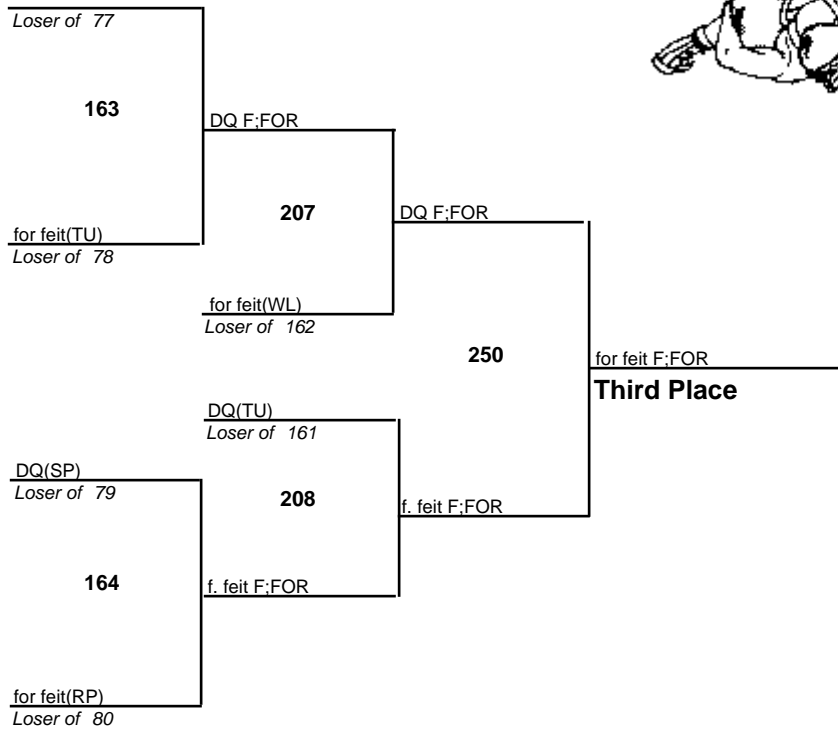 Loser of 77
163
DQ F;FOR
207
DQ F;FOR
for feit(TU)
Loser of 78
for feit(WL)
Loser of 162
250
for feit F;FOR
Third Place
DQ(TU)
Loser of 161
DQ(SP)
Loser of 79
208
f. feit F;FOR
164
f. feit F;FOR
for feit(RP)
Loser of 80